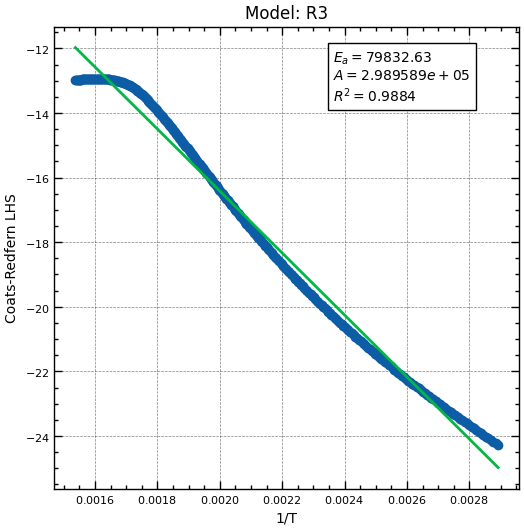 Model: R3
E_a = 79832.63
A = 2.989589e + 05
R² = 0.9884
Coats-Redfern LHS
−12
−14
−16
−18
−20
−22
−24
0.0016 0.0018 0.0020 0.0022 0.0024 0.0026 0.0028
1/T